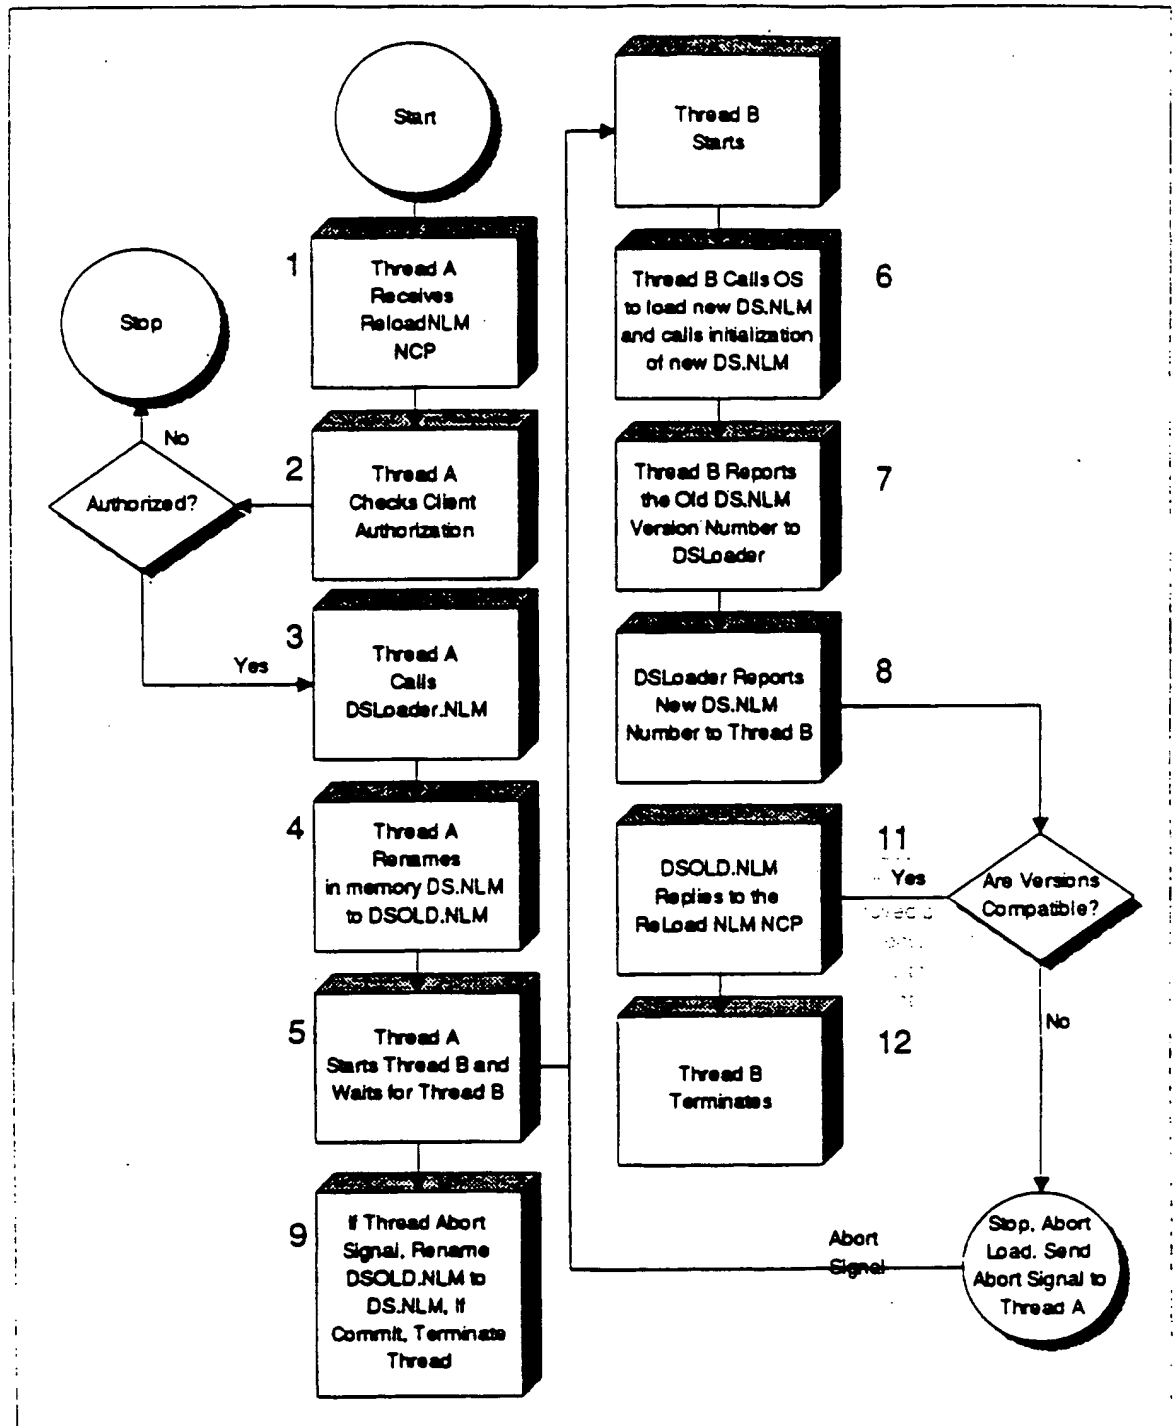 Start
1
Thread A
Receives
ReloadNLM
NCP
Stop
No
Authorized?
2
Thread A
Checks Client
Authorization
Yes
3
Thread A
Calls
DSLoader.NLM
4
Thread A
Renames
in memory DS.NLM
to DSOLD.NLM
5
Thread A
Starts Thread B and
Waits for Thread B
9
If Thread Abort
Signal, Rename
DSOLD.NLM to
DS.NLM, If
Commit, Terminate
Thread
Thread B
Starts
6
Thread B Calls OS
to load new DS.NLM
and calls initialization
of new DS.NLM
7
Thread B Reports
the Old DS.NLM
Version Number to
DSLoader
8
DSLoader Reports
New DS.NLM
Number to Thread B
Are Versions
Compatible?
11
Yes
DSOLD.NLM
Replies to the
ReLoad NLM NCP
12
Thread B
Terminates
No
Stop, Abort
Load. Send
Abort Signal to
Thread A
Abort
Signal